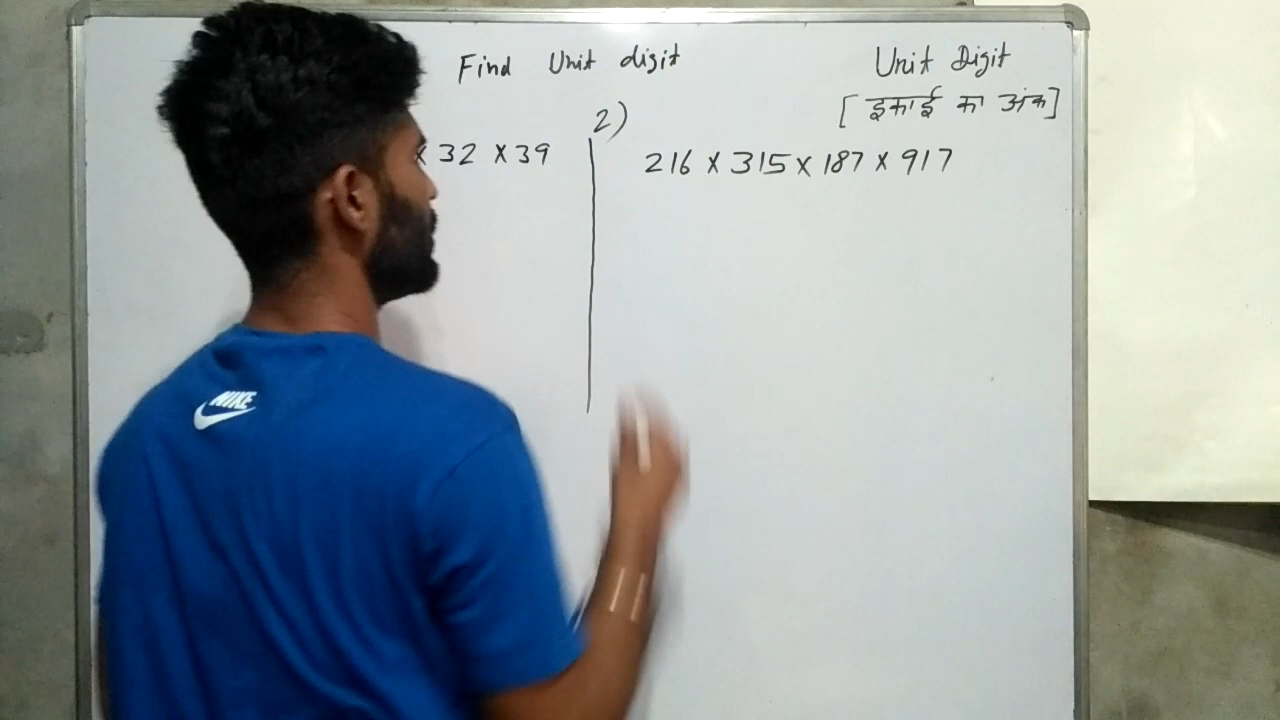 Find Unit digit
Unit Digit
[इकाई का अंक]
x 32 x 39
2)
216 x 315 x 187 x 917
NIKE